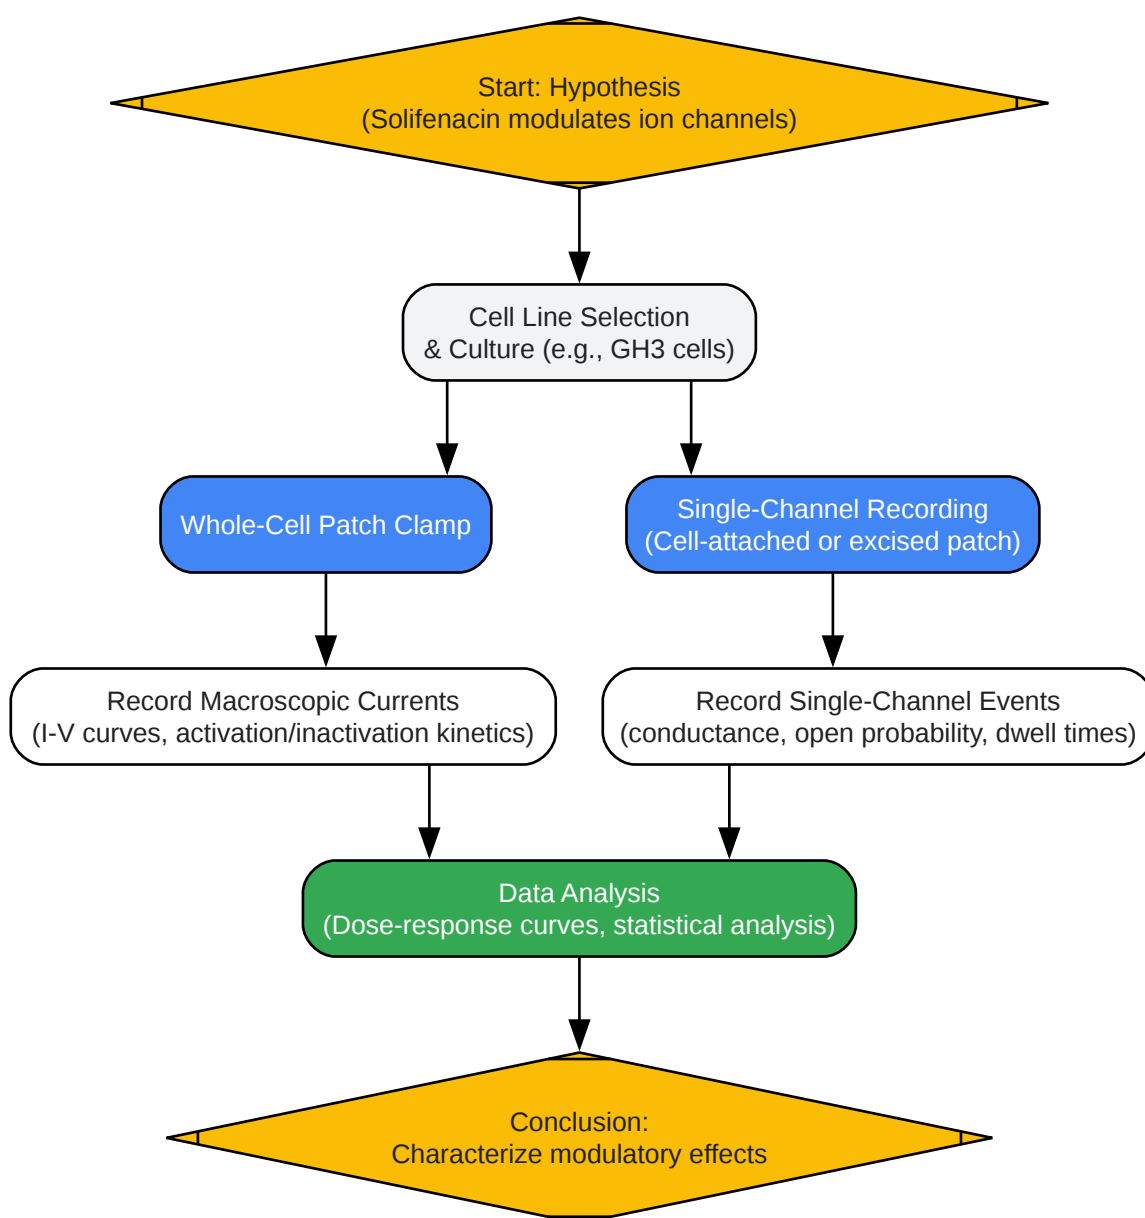 Start: Hypothesis
(Solifenacin modulates ion channels)
Cell Line Selection
& Culture (e.g., GH3 cells)
Whole-Cell Patch Clamp
Single-Channel Recording
(Cell-attached or excised patch)
Record Macroscopic Currents
(I-V curves, activation/inactivation kinetics)
Record Single-Channel Events
(conductance, open probability, dwell times)
Data Analysis
(Dose-response curves, statistical analysis)
Conclusion:
Characterize modulatory effects